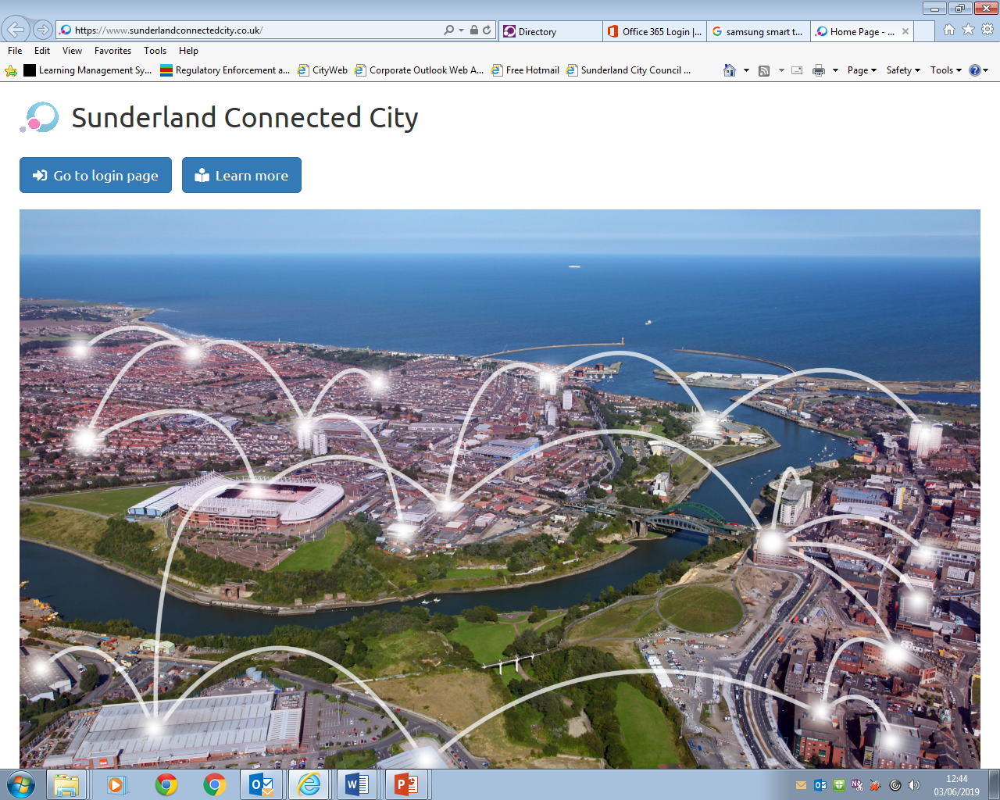 https://www.sunderlandconnectedcity.co.uk/
Directory
Office 365 Login |...
samsung smart t...
Home Page - ...
File Edit View Favorites Tools Help
Learning Management Sy... Regulatory Enforcement a... CityWeb Corporate Outlook Web A... Free Hotmail Sunderland City Council ... Page Safety Tools
Sunderland Connected City
Go to login page Learn more
12:44
03/06/2019